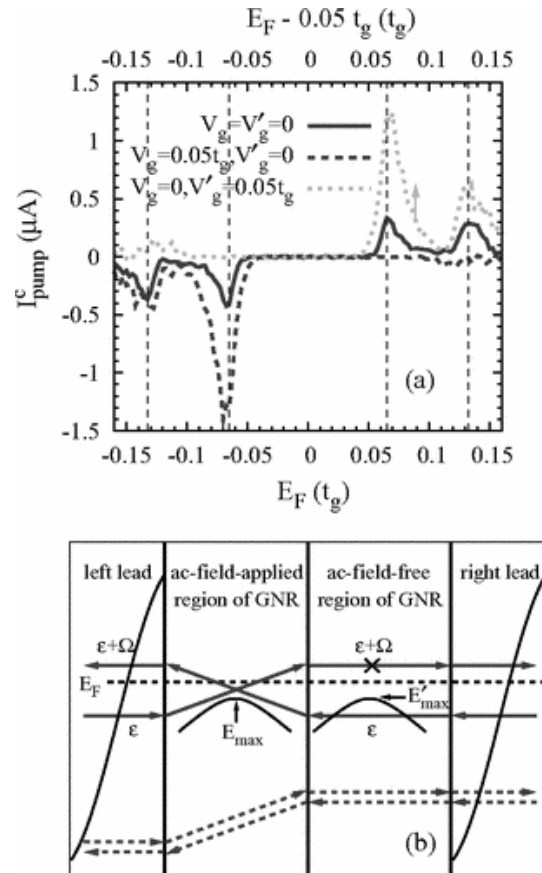 E_F - 0.05 t_g (t_g)
-0.15 -0.1 -0.05 0 0.05 0.1
1.5
1
0.5
0
-0.5
-1
-1.5
I^c_pump (μA)
V_g=V'_g=0
V_g=0.05t_g,V'_g=0
V_g=0,V'_g=0.05t_g
(a)
-0.15 -0.1 -0.05 0 0.05 0.1 0.15
E_F (t_g)
left lead ac-field-applied ac-field-free right lead
region of GNR region of GNR
ε+Ω ε+Ω
E_F
E'_max
ε E_max ε
(b)